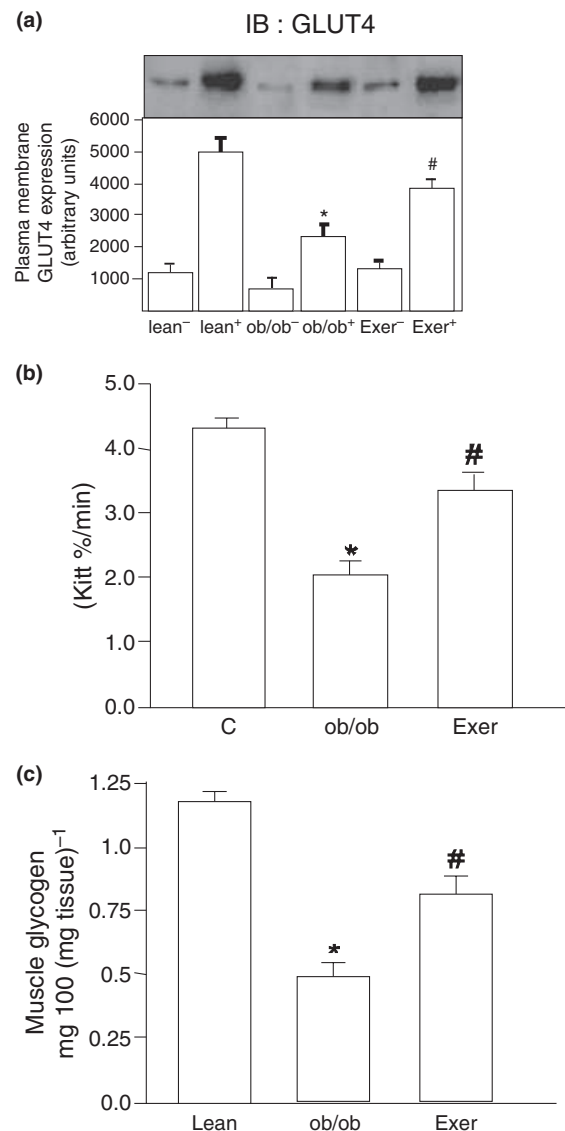 (a)
IB : GLUT4
Plasma membrane
GLUT4 expression
(arbitrary units)
6000
5000
4000
3000
2000
1000
*
#
lean⁻ lean⁺ ob/ob⁻ ob/ob⁺ Exer⁻ Exer⁺
(b)
(Kitt %/min)
5.0
4.0
3.0
2.0
1.0
0.0
*
#
C ob/ob Exer
(c)
Muscle glycogen
mg 100 (mg tissue)⁻¹
1.25
1.0
0.75
0.5
0.25
0.0
*
#
Lean ob/ob Exer